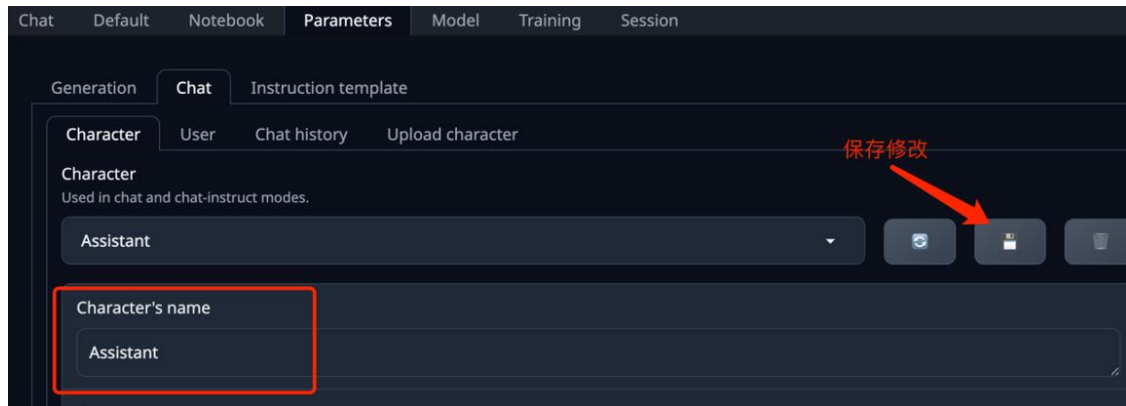 Chat Default Notebook Parameters Model Training Session
Generation Chat Instruction template
Character User Chat history Upload character
保存修改
Character
Used in chat and chat-instruct modes.
Assistant
Character's name
Assistant